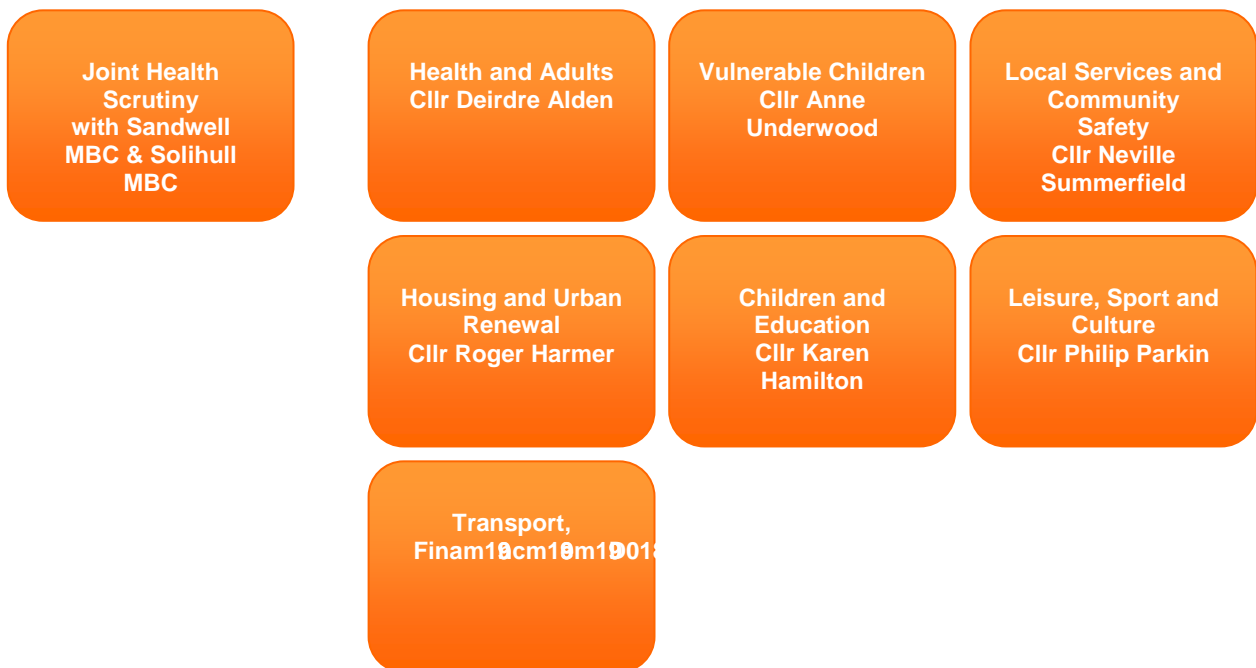 Joint Health
Scrutiny
with Sandwell
MBC & Solihull
MBC
Health and Adults
Cllr Deirdre Alden
Vulnerable Children
Cllr Anne
Underwood
Local Services and
Community
Safety
Cllr Neville
Summerfield
Housing and Urban
Renewal
Cllr Roger Harmer
Children and
Education
Cllr Karen
Hamilton
Leisure, Sport and
Culture
Cllr Philip Parkin
Transport,